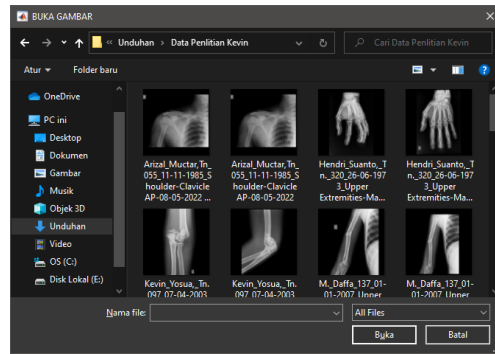 BUKA GAMBAR
« Unduhan › Data Penlitian Kevin
Cari Data Penlitian Kevin
Atur
Folder baru
OneDrive
PC ini
Desktop
Dokumen
Gambar
Musik
Objek 3D
Unduhan
Video
OS (C:)
Disk Lokal (E:)
Arizal_Muctar,Tn_
055_11-11-1985_S
houlder-Clavicle
AP-08-05-2022 ...
Arizal_Muctar,Tn_
055_11-11-1985_S
houlder-Clavicle
AP-08-05-2022 ...
Hendri_Suanto,_T
n._320_26-06-197
3_Upper
Extremities-Ma...
Hendri_Suanto,_T
n._320_26-06-197
3_Upper
Extremities-Ma...
Kevin_Yosua,_Tn.
097_07-04-2003
Kevin_Yosua,_Tn.
097_07-04-2003
M._Daffa_137_01-
01-2007_Upper
M._Daffa_137_01-
01-2007_Upper
Nama file:
All Files
Buka
Batal